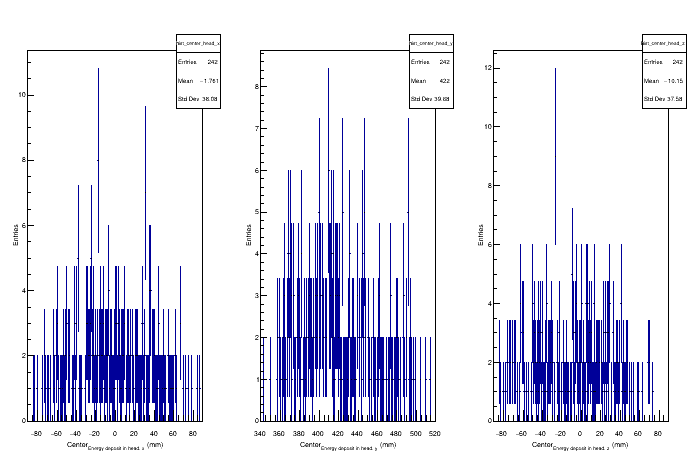 hist_center_head_x
Entries 242
Mean −1.761
Std Dev 36.08
Entries
0
2
4
6
8
10
-80 -60 -40 -20 0 20 40 60 80
Center Energy deposit in head, x (mm)
hist_center_head_y
Entries 242
Mean 422
Std Dev 39.68
Entries
0
1
2
3
4
5
6
7
8
340 360 380 400 420 440 460 480 500 520
Center Energy deposit in head, y (mm)
hist_center_head_z
Entries 242
Mean −10.15
Std Dev 37.58
Entries
0
2
4
6
8
10
12
-80 -60 -40 -20 0 20 40 60 80
Center Energy deposit in head, z (mm)